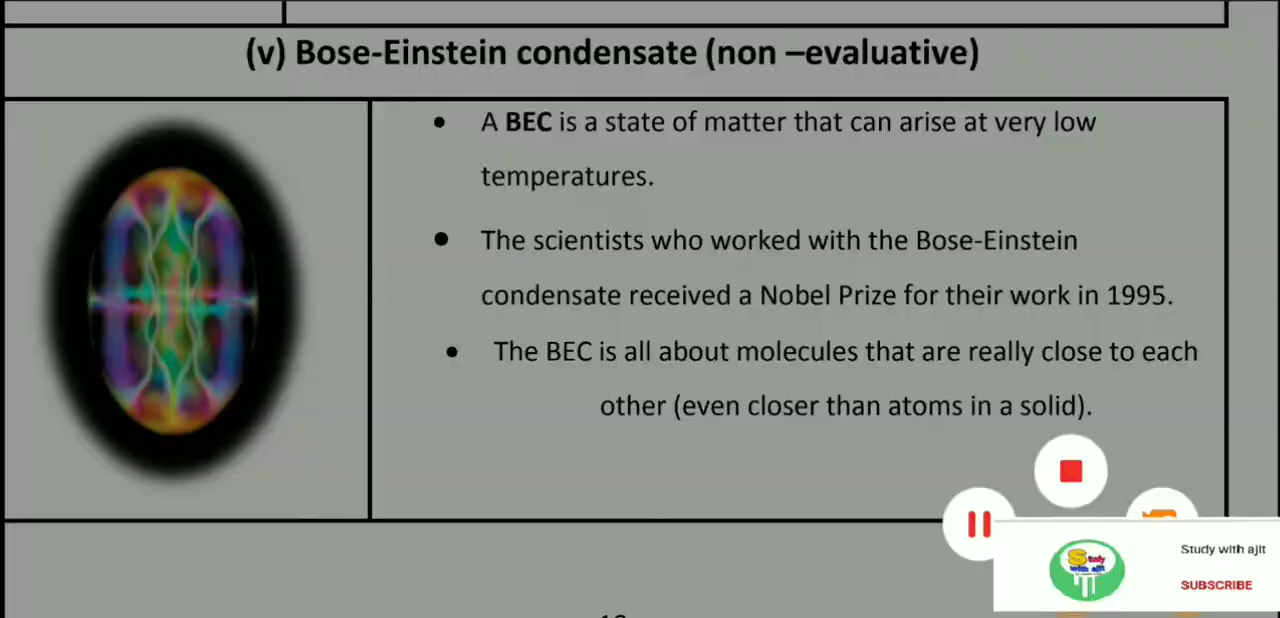 (v) Bose-Einstein condensate (non –evaluative)
• A BEC is a state of matter that can arise at very low
temperatures.
• The scientists who worked with the Bose-Einstein
condensate received a Nobel Prize for their work in 1995.
• The BEC is all about molecules that are really close to each
other (even closer than atoms in a solid).
Study with ajit
Study with ajit
SUBSCRIBE